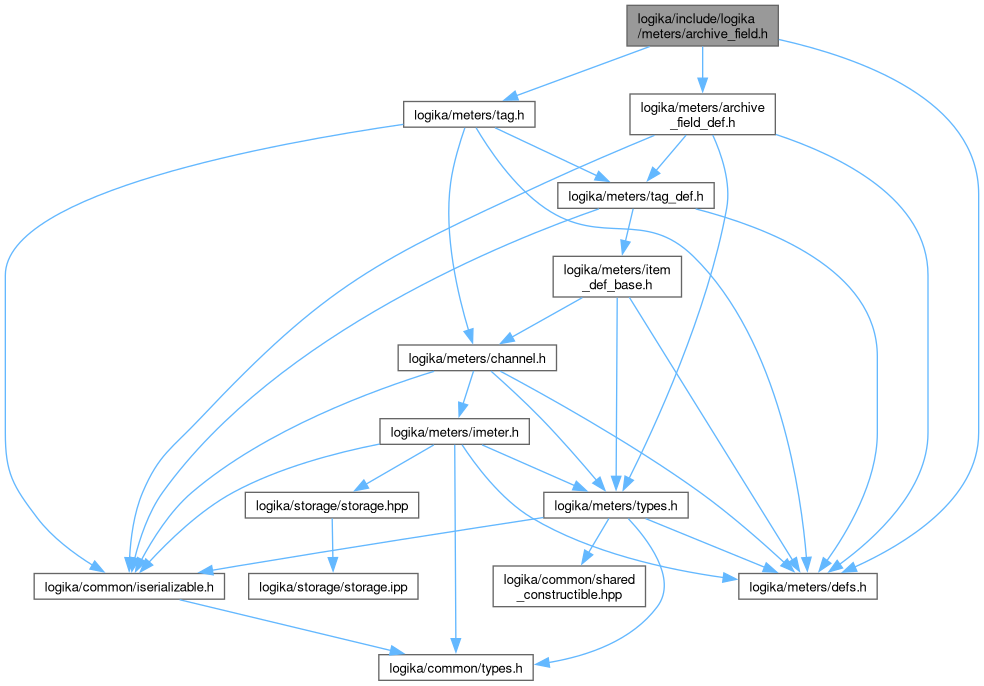 logika/include/logika
/meters/archive_field.h
logika/meters/tag.h
logika/meters/archive
_field_def.h
logika/meters/tag_def.h
logika/meters/item
_def_base.h
logika/meters/channel.h
logika/meters/imeter.h
logika/storage/storage.hpp
logika/meters/types.h
logika/common/iserializable.h
logika/storage/storage.ipp
logika/common/shared
_constructible.hpp
logika/meters/defs.h
logika/common/types.h